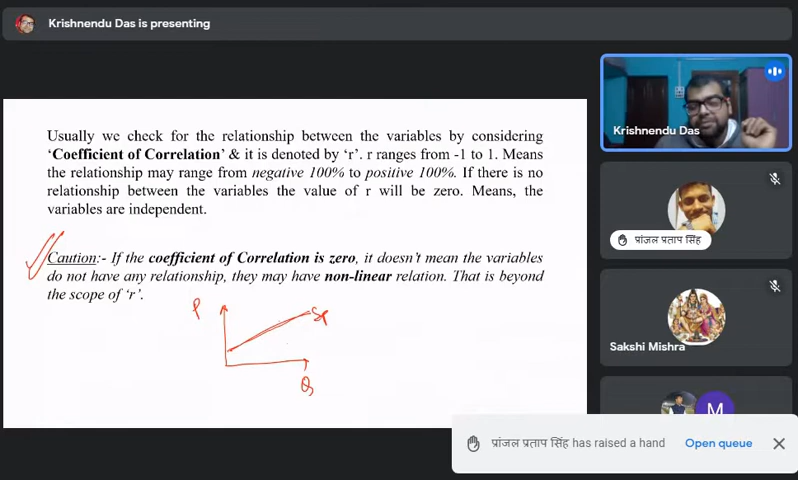 Krishnendu Das is presenting
Usually we check for the relationship between the variables by considering
'Coefficient of Correlation' & it is denoted by 'r'. r ranges from -1 to 1. Means
the relationship may range from negative 100% to positive 100%. If there is no
relationship between the variables the value of r will be zero. Means, the
variables are independent.
Caution:- If the coefficient of Correlation is zero, it doesn't mean the variables
do not have any relationship, they may have non-linear relation. That is beyond
the scope of 'r'.
P
Q
Krishnendu Das
प्रांजल प्रताप सिंह
Sakshi Mishra
M
प्रांजल प्रताप सिंह has raised a hand
Open queue